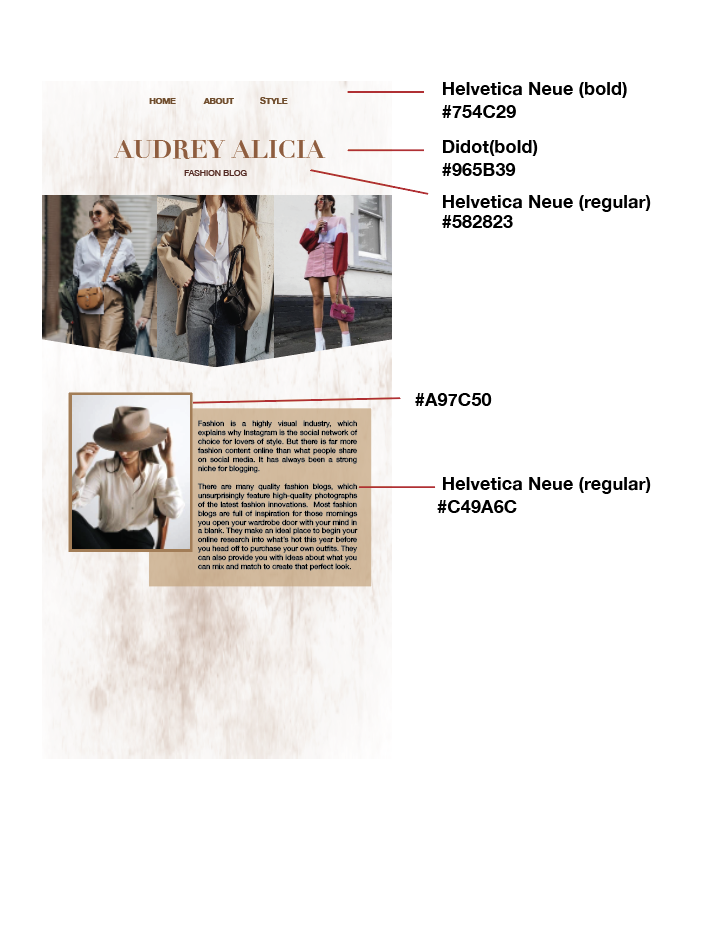 HOME ABOUT STYLE
Helvetica Neue (bold)
#754C29
AUDREY ALICIA
Didot(bold)
#965B39
FASHION BLOG
Helvetica Neue (regular)
#582823
#A97C50
Fashion is a highly visual industry, which
explains why Instagram is the social network of
choice for lovers of style. But there is far more
fashion content online than what people share
on social media. It has always been a strong
niche for blogging.
There are many quality fashion blogs, which
unsurprisingly feature high-quality photographs
of the latest fashion innovations. Most fashion
blogs are full of inspiration for those mornings
you open your wardrobe door with your mind in
a blank. They make an ideal place to begin your
online research into what's hot this year before
you head off to purchase your own outfits. They
can also provide you with ideas about what you
can mix and match to create that perfect look.
Helvetica Neue (regular)
#C49A6C